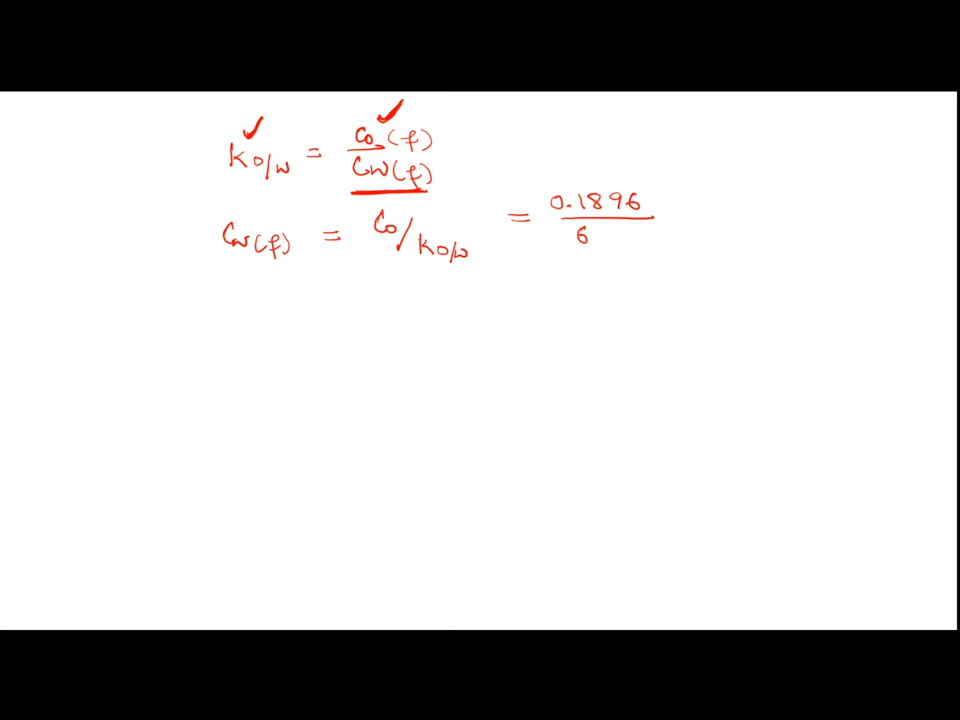 Ko/w = Co(f)/Cw(f)
Cw(f) = Co/Ko/w = 0.1896/6